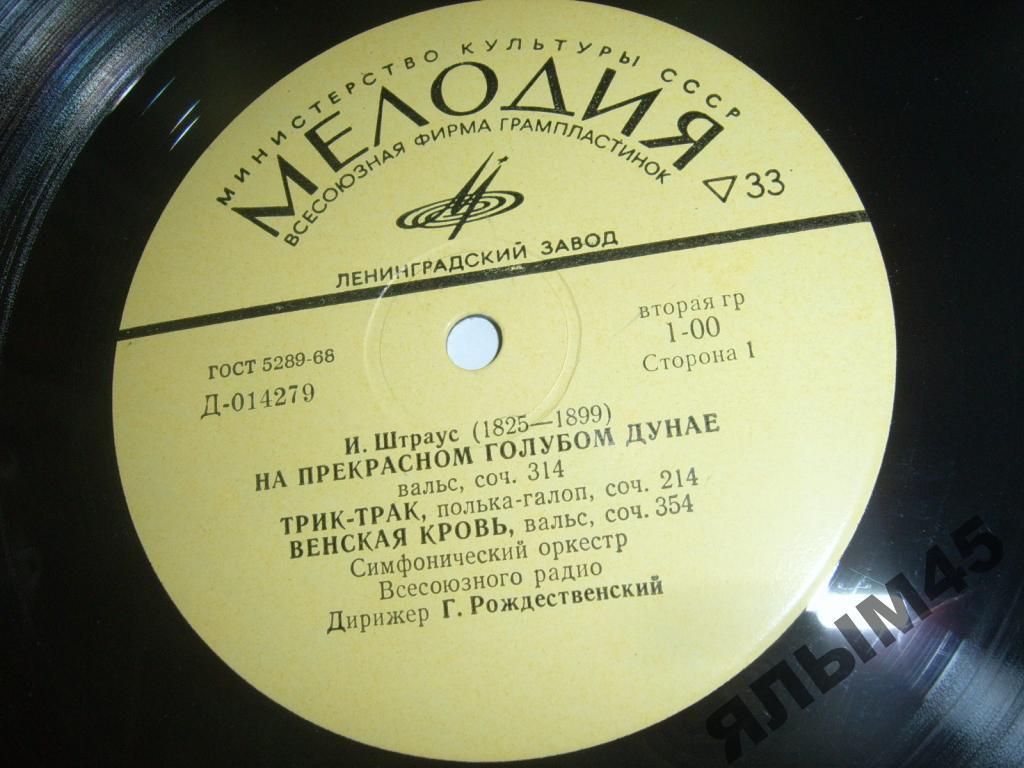 МИНИСТЕРСТВО КУЛЬТУРЫ СССР
МЕЛОДИЯ
ВСЕСОЮЗНАЯ ФИРМА ГРАМПЛАСТИНОК
33
ЛЕНИНГРАДСКИЙ ЗАВОД
ГОСТ 5289-68
Д-014279
вторая гр
1-00
Сторона 1
И. Штраус (1825—1899)
НА ПРЕКРАСНОМ ГОЛУБОМ ДУНАЕ
вальс, соч. 314
ТРИК-ТРАК, полька-галоп, соч. 214
ВЕНСКАЯ КРОВЬ, вальс, соч. 354
Симфонический оркестр
Всесоюзного радио
Дирижер Г. Рождественский
ЯЛЫМ45